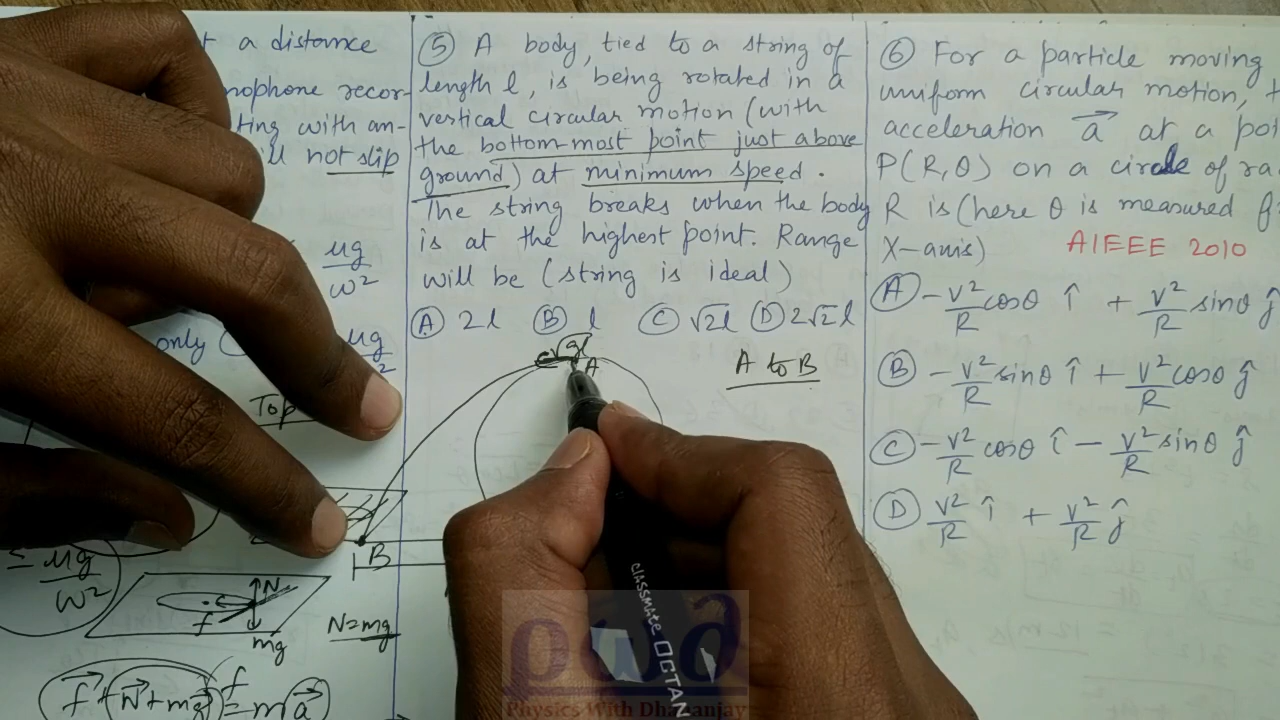 a distance
nophone recor-
ting with an-
ill not slip
μg
ω²
only
μg
Top
B
≤ μg
ω²
N
f
mg
N=mg
f + N + mg = m a
f
⑤ A body, tied to a string of
length l, is being rotated in a
vertical circular motion (with
the bottommost point just above
ground) at minimum speed.
The string breaks when the body
is at the highest point. Range
will be (string is ideal)
Ⓐ 2l Ⓑ l Ⓒ √2l Ⓓ 2√2l
√gl
A
A to B
⑥ For a particle moving
uniform circular motion, t
acceleration a⃗ at a poi
P(R,θ) on a circle of ra
R is (here θ is measured f
X-axis) AIEEE 2010
Ⓐ -v²/R cosθ î + v²/R sinθ ĵ
Ⓑ -v²/R sinθ î + v²/R cosθ ĵ
Ⓒ -v²/R cosθ î - v²/R sinθ ĵ
Ⓓ v²/R î + v²/R ĵ
classmate OCTAN
pwd
Physics With Dhananjay